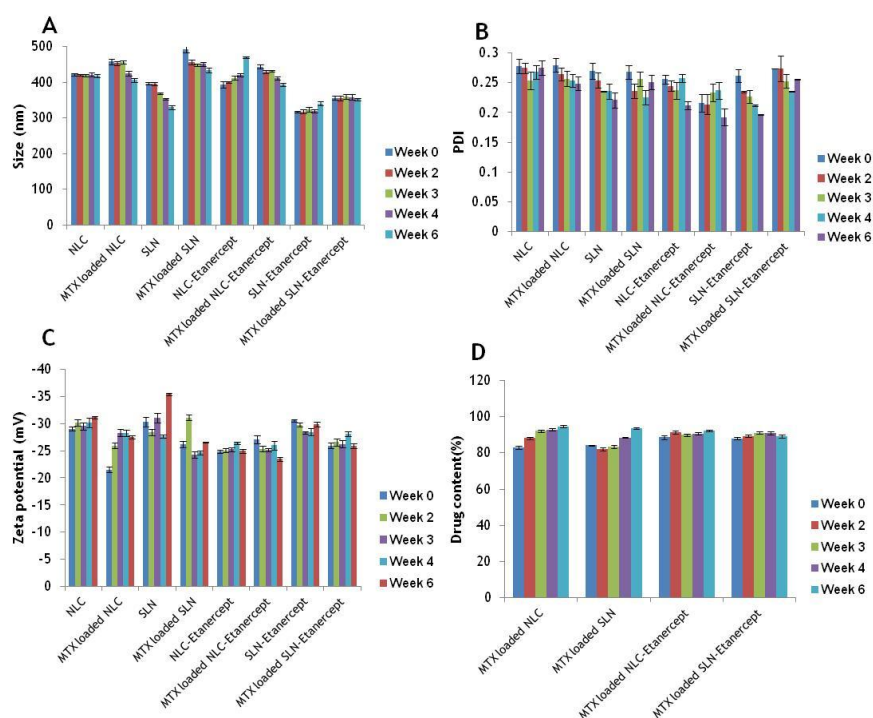 A
Size (nm)
500
400
300
200
100
0
NLC
MTX loaded NLC
SLN
MTX loaded SLN
NLC-Etanercept
MTX loaded NLC-Etanercept
SLN-Etanercept
MTX loaded SLN-Etanercept
Week 0
Week 2
Week 3
Week 4
Week 6
B
PDI
0.3
0.25
0.2
0.15
0.1
0.05
0
NLC
MTX loaded NLC
SLN
MTX loaded SLN
NLC-Etanercept
MTX loaded NLC-Etanercept
SLN-Etanercept
MTX loaded SLN-Etanercept
Week 0
Week 2
Week 3
Week 4
Week 6
C
Zeta potential (mV)
-40
-35
-30
-25
-20
-15
-10
-5
0
NLC
MTX loaded NLC
SLN
MTX loaded SLN
NLC-Etanercept
MTX loaded NLC-Etanercept
SLN-Etanercept
MTX loaded SLN-Etanercept
Week 0
Week 2
Week 3
Week 4
Week 6
D
Drug content(%)
120
100
80
60
40
20
0
MTX loaded NLC
MTX loaded SLN
MTX loaded NLC-Etanercept
MTX loaded SLN-Etanercept
Week 0
Week 2
Week 3
Week 4
Week 6